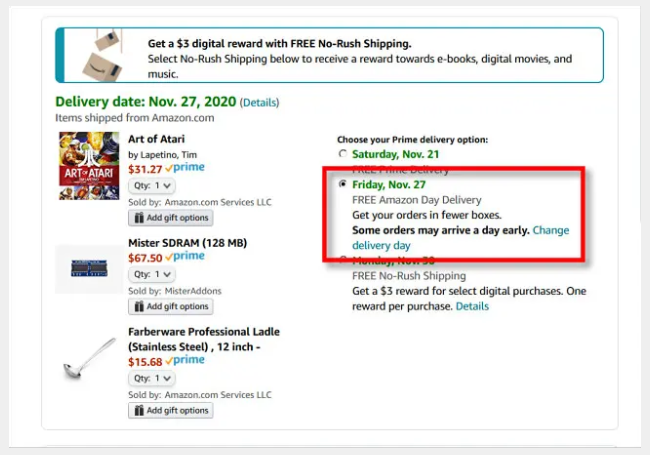 Get a $3 digital reward with FREE No-Rush Shipping.
Select No-Rush Shipping below to receive a reward towards e-books, digital movies, and
music.
Delivery date: Nov. 27, 2020 (Details)
Items shipped from Amazon.com
ART OF ATARI
Art of Atari
by Lapetino, Tim
$31.27 prime
Qty: 1
Sold by: Amazon.com Services LLC
Add gift options
Mister SDRAM (128 MB)
$67.50 prime
Qty: 1
Sold by: MisterAddons
Add gift options
Farberware Professional Ladle
(Stainless Steel) , 12 inch -
$15.68 prime
Qty: 1
Sold by: Amazon.com Services LLC
Add gift options
Choose your Prime delivery option:
Saturday, Nov. 21
FREE Prime Delivery
Friday, Nov. 27
FREE Amazon Day Delivery
Get your orders in fewer boxes.
Some orders may arrive a day early. Change
delivery day
Monday, Nov. 30
FREE No-Rush Shipping
Get a $3 reward for select digital purchases. One
reward per purchase. Details